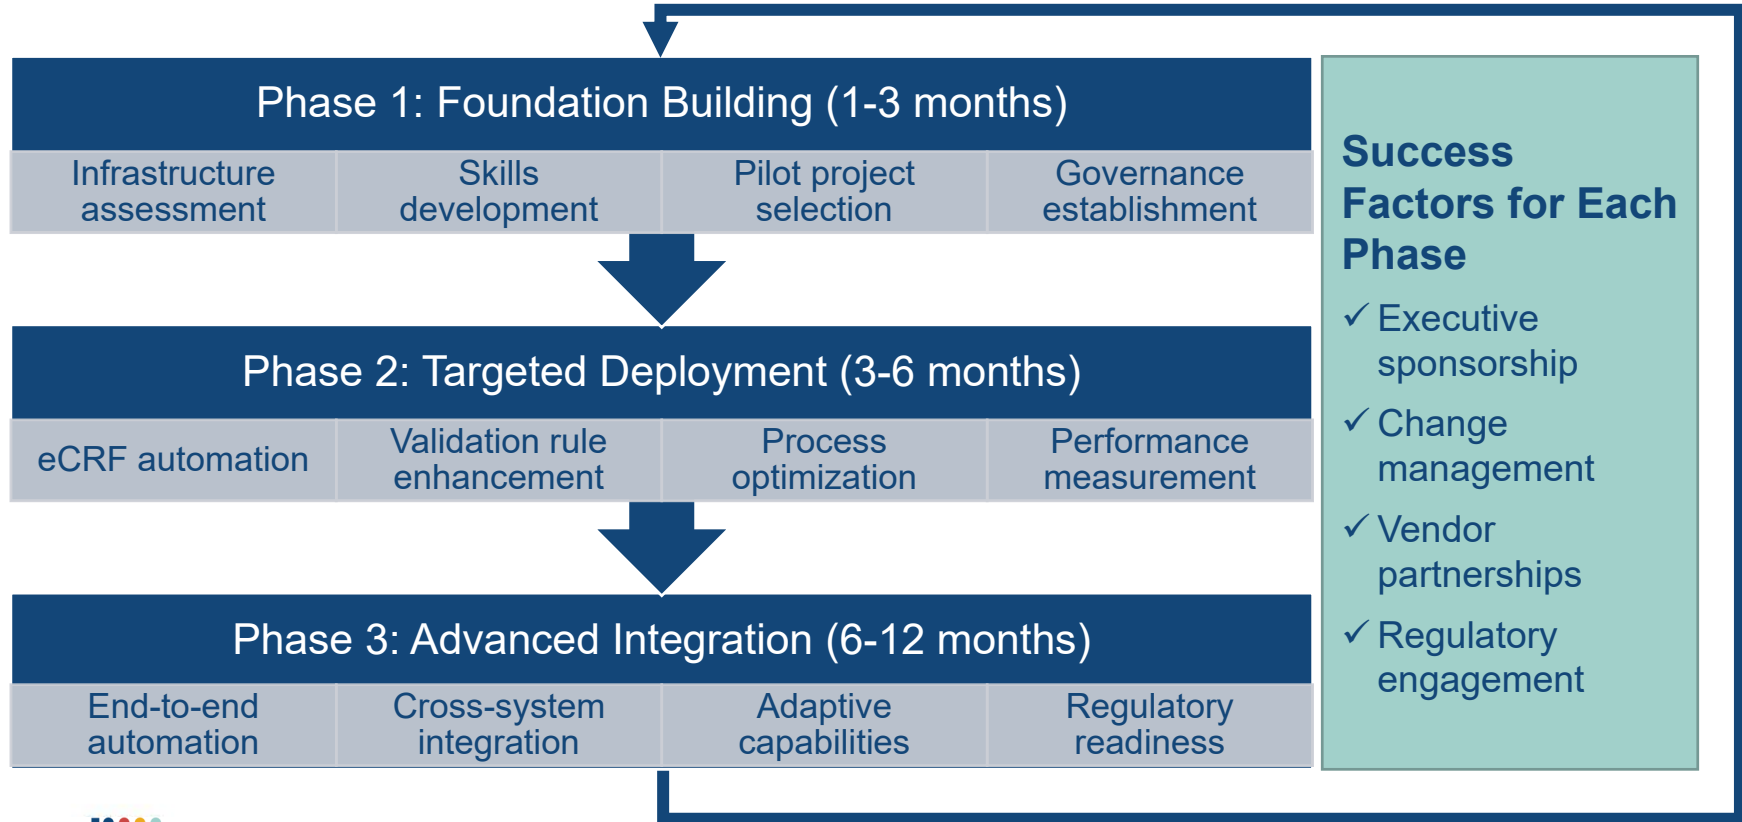 Phase 1: Foundation Building (1-3 months)
Infrastructure
assessment
Skills
development
Pilot project
selection
Governance
establishment
Phase 2: Targeted Deployment (3-6 months)
eCRF automation
Validation rule
enhancement
Process
optimization
Performance
measurement
Phase 3: Advanced Integration (6-12 months)
End-to-end
automation
Cross-system
integration
Adaptive
capabilities
Regulatory
readiness
Success
Factors for Each
Phase
✓ Executive
sponsorship
✓ Change
management
✓ Vendor
partnerships
✓ Regulatory
engagement